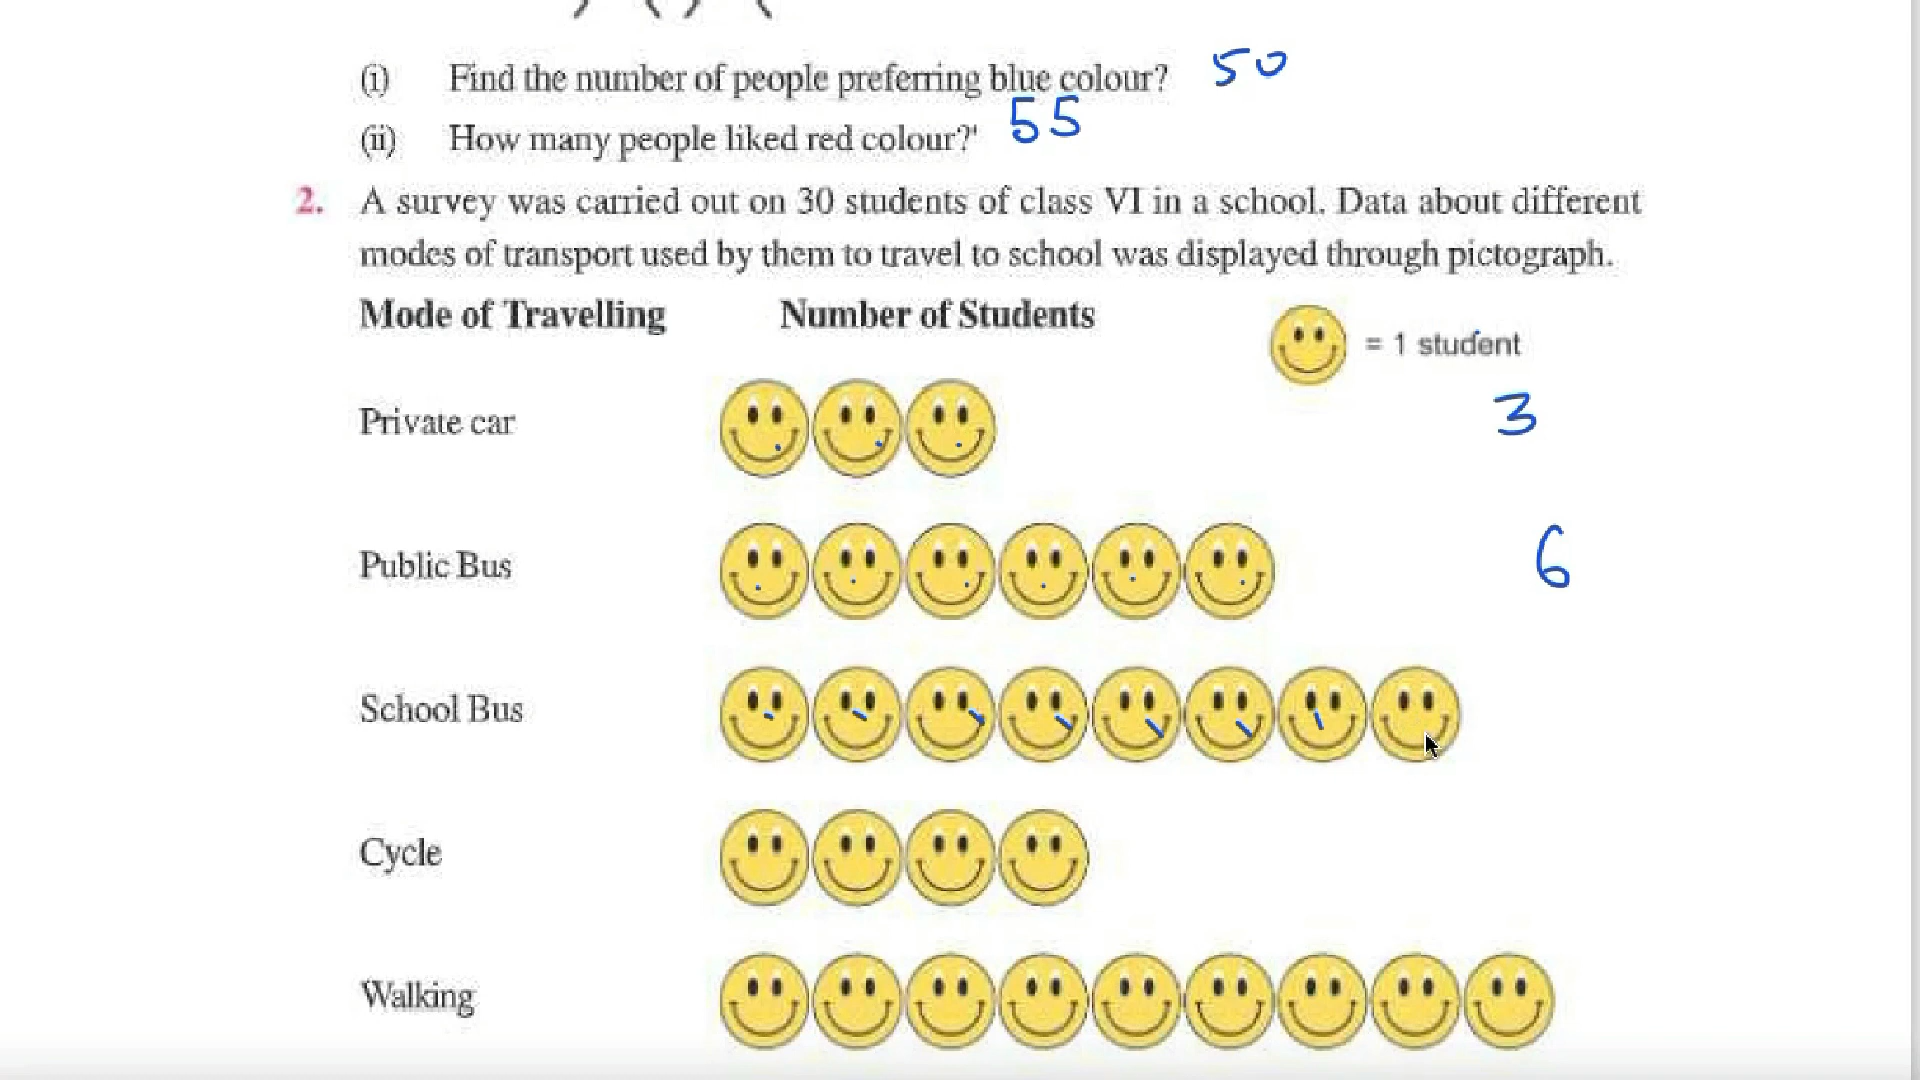 (i) Find the number of people preferring blue colour? 50
(ii) How many people liked red colour?' 55
2. A survey was carried out on 30 students of class VI in a school. Data about different
modes of transport used by them to travel to school was displayed through pictograph.
Mode of Travelling Number of Students
= 1 student
Private car 3
Public Bus 6
School Bus
Cycle
Walking